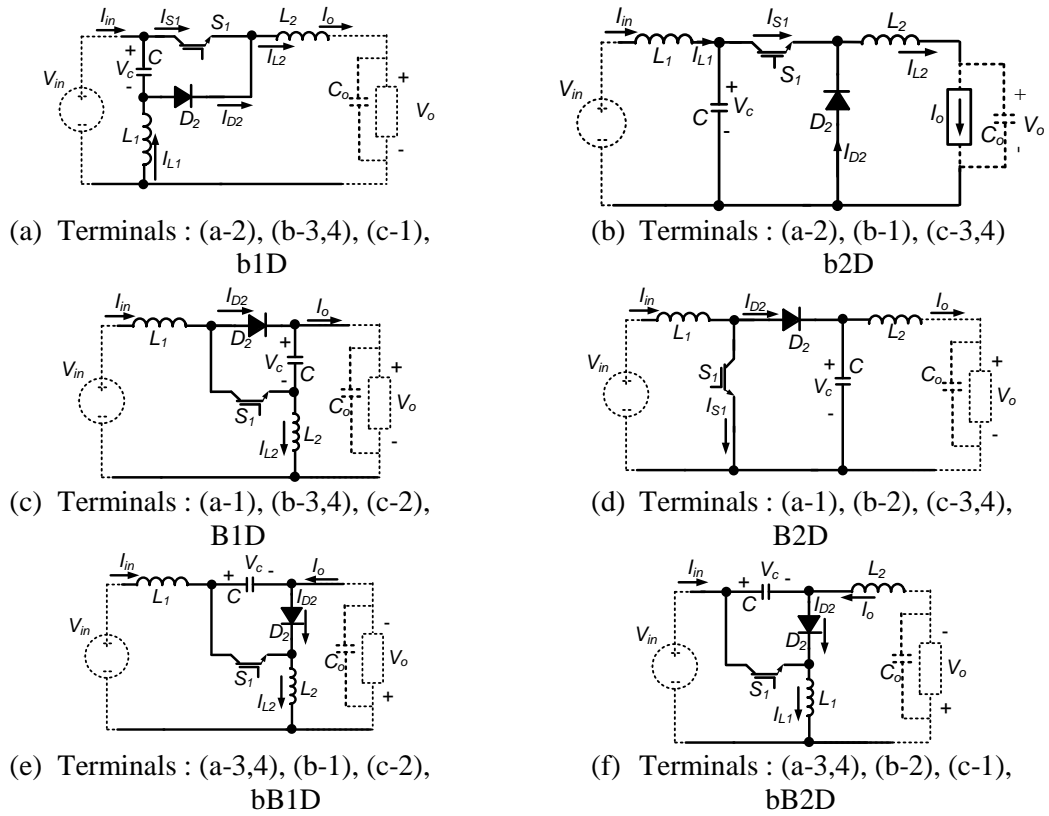 I_in I_S1 S_1 L_2 I_o
V_in + V_c - C I_L2 D_2 I_D2 L_1 I_L1 C_o + V_o -
(a) Terminals : (a-2), (b-3,4), (c-1),
b1D
I_in L_1 I_L1 I_S1 S_1 L_2 I_L2
V_in C + V_c - D_2 I_D2 I_o C_o + V_o -
(b) Terminals : (a-2), (b-1), (c-3,4)
b2D
I_in L_1 I_D2 D_2 I_o
V_in + V_c - C S_1 I_L2 L_2 C_o + V_o -
(c) Terminals : (a-1), (b-3,4), (c-2),
B1D
I_in L_1 I_D2 D_2 L_2 I_o
V_in S_1 I_S1 + V_c - C C_o + V_o -
(d) Terminals : (a-1), (b-2), (c-3,4),
B2D
I_in L_1 + V_c - C I_o
V_in I_D2 D_2 S_1 I_L2 L_2 C_o - V_o +
(e) Terminals : (a-3,4), (b-1), (c-2),
bB1D
I_in + V_c - C L_2 I_o
V_in I_D2 D_2 S_1 I_L1 L_1 C_o - V_o +
(f) Terminals : (a-3,4), (b-2), (c-1),
bB2D